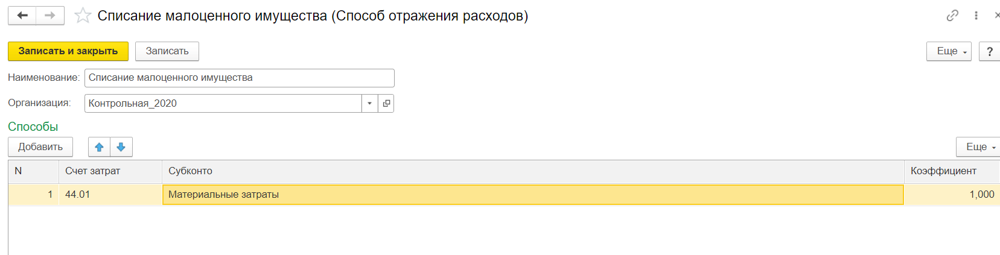 Списание малоценного имущества (Способ отражения расходов)
Записать и закрыть Записать Еще ?
Наименование: Списание малоценного имущества
Организация: Контрольная_2020
Способы
Добавить Еще
N Счет затрат Субконто Коэффициент
1 44.01 Материальные затраты 1,000